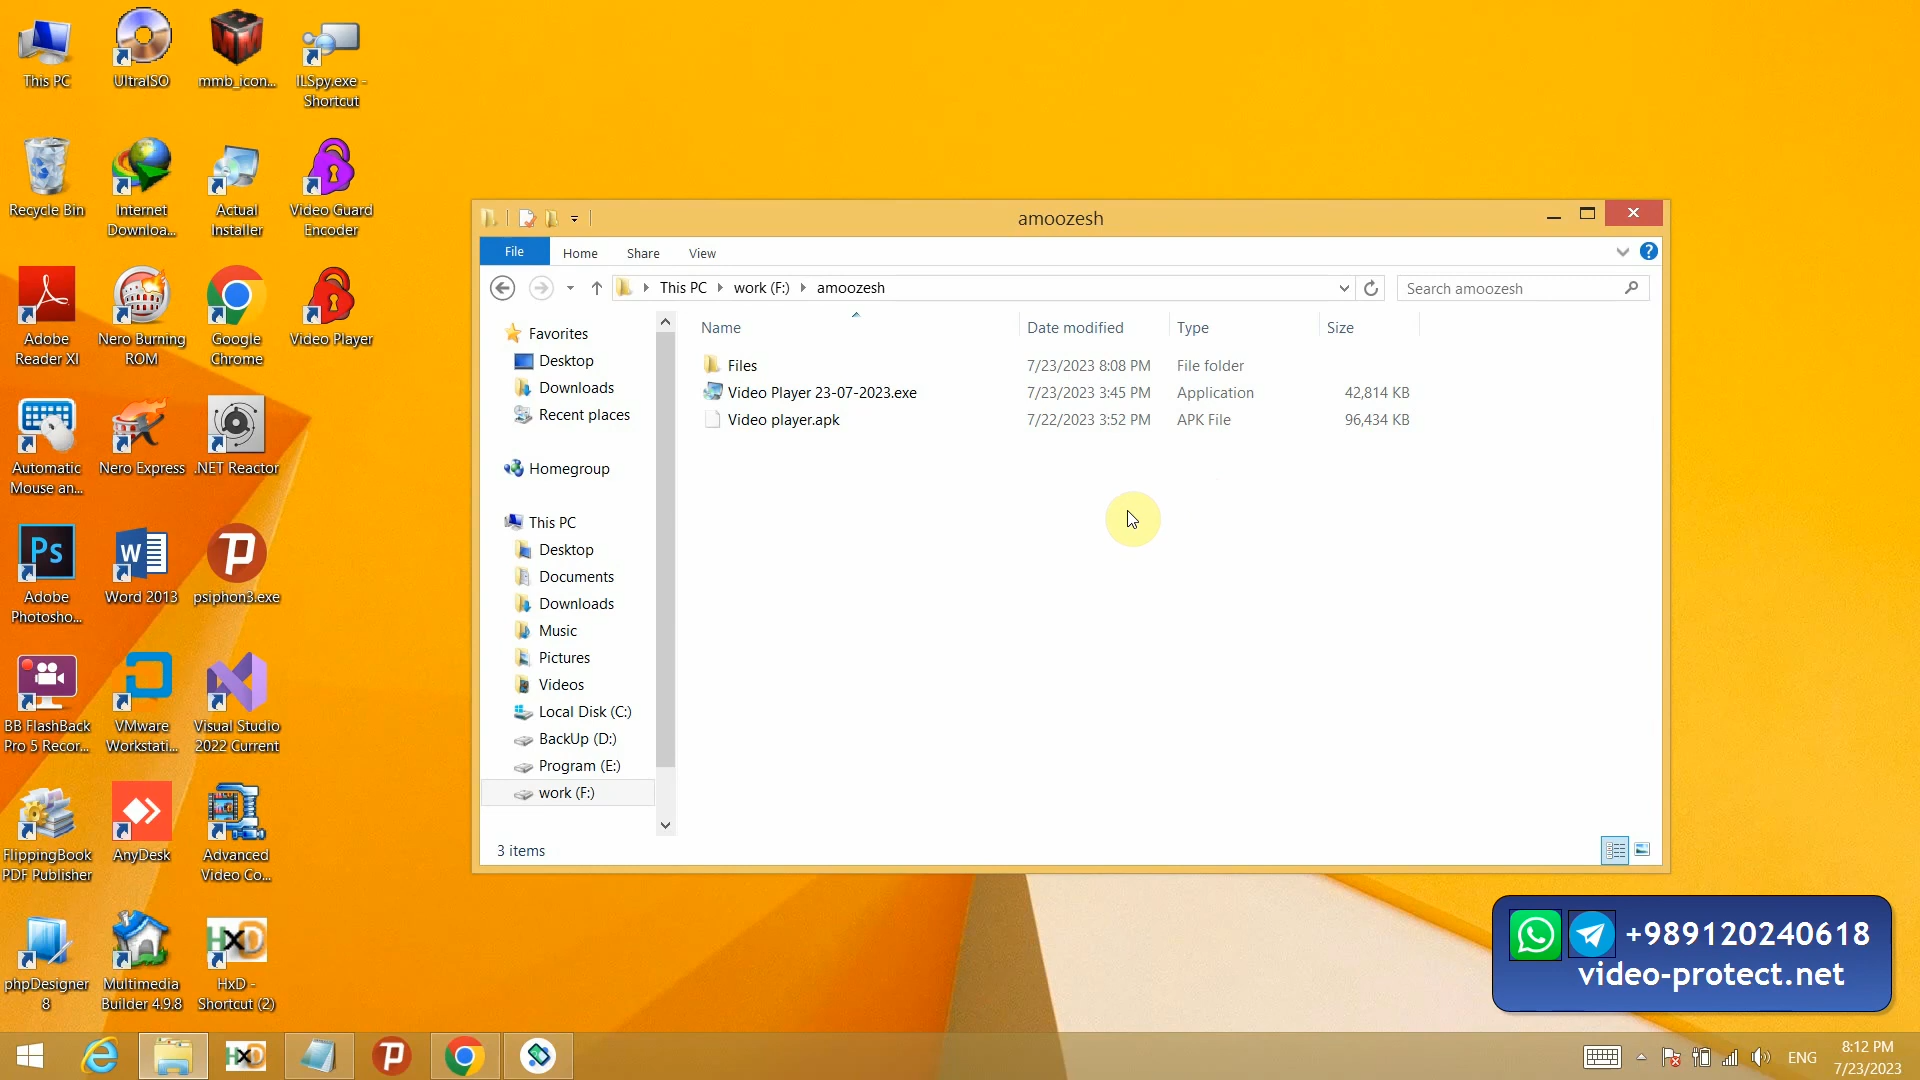 This PC
UltraISO
mmb_icon...
ILSpy.exe -
Shortcut
Recycle Bin
Internet
Downloa...
Actual
Installer
Video Guard
Encoder
Adobe
Reader XI
Nero Burning
ROM
Google
Chrome
Video Player
Automatic
Mouse an...
Nero Express
.NET Reactor
Ps
Adobe
Photosho...
Word 2013
psiphon3.exe
BB FlashBack
Pro 5 Recor...
VMware
Workstati...
Visual Studio
2022 Current
FlippingBook
PDF Publisher
AnyDesk
Advanced
Video Co...
phpDesigner
8
Multimedia
Builder 4.9.8
HxD
HxD -
Shortcut (2)
amoozesh
File
Home
Share
View
This PC
work (F:)
amoozesh
Search amoozesh
Name
Date modified
Type
Size
Files
7/23/2023 8:08 PM
File folder
Video Player 23-07-2023.exe
7/23/2023 3:45 PM
Application
42,814 KB
Video player.apk
7/22/2023 3:52 PM
APK File
96,434 KB
Favorites
Desktop
Downloads
Recent places
Homegroup
This PC
Desktop
Documents
Downloads
Music
Pictures
Videos
Local Disk (C:)
BackUp (D:)
Program (E:)
work (F:)
3 items
+989120240618
video-protect.net
HxD
ENG
8:12 PM
7/23/2023